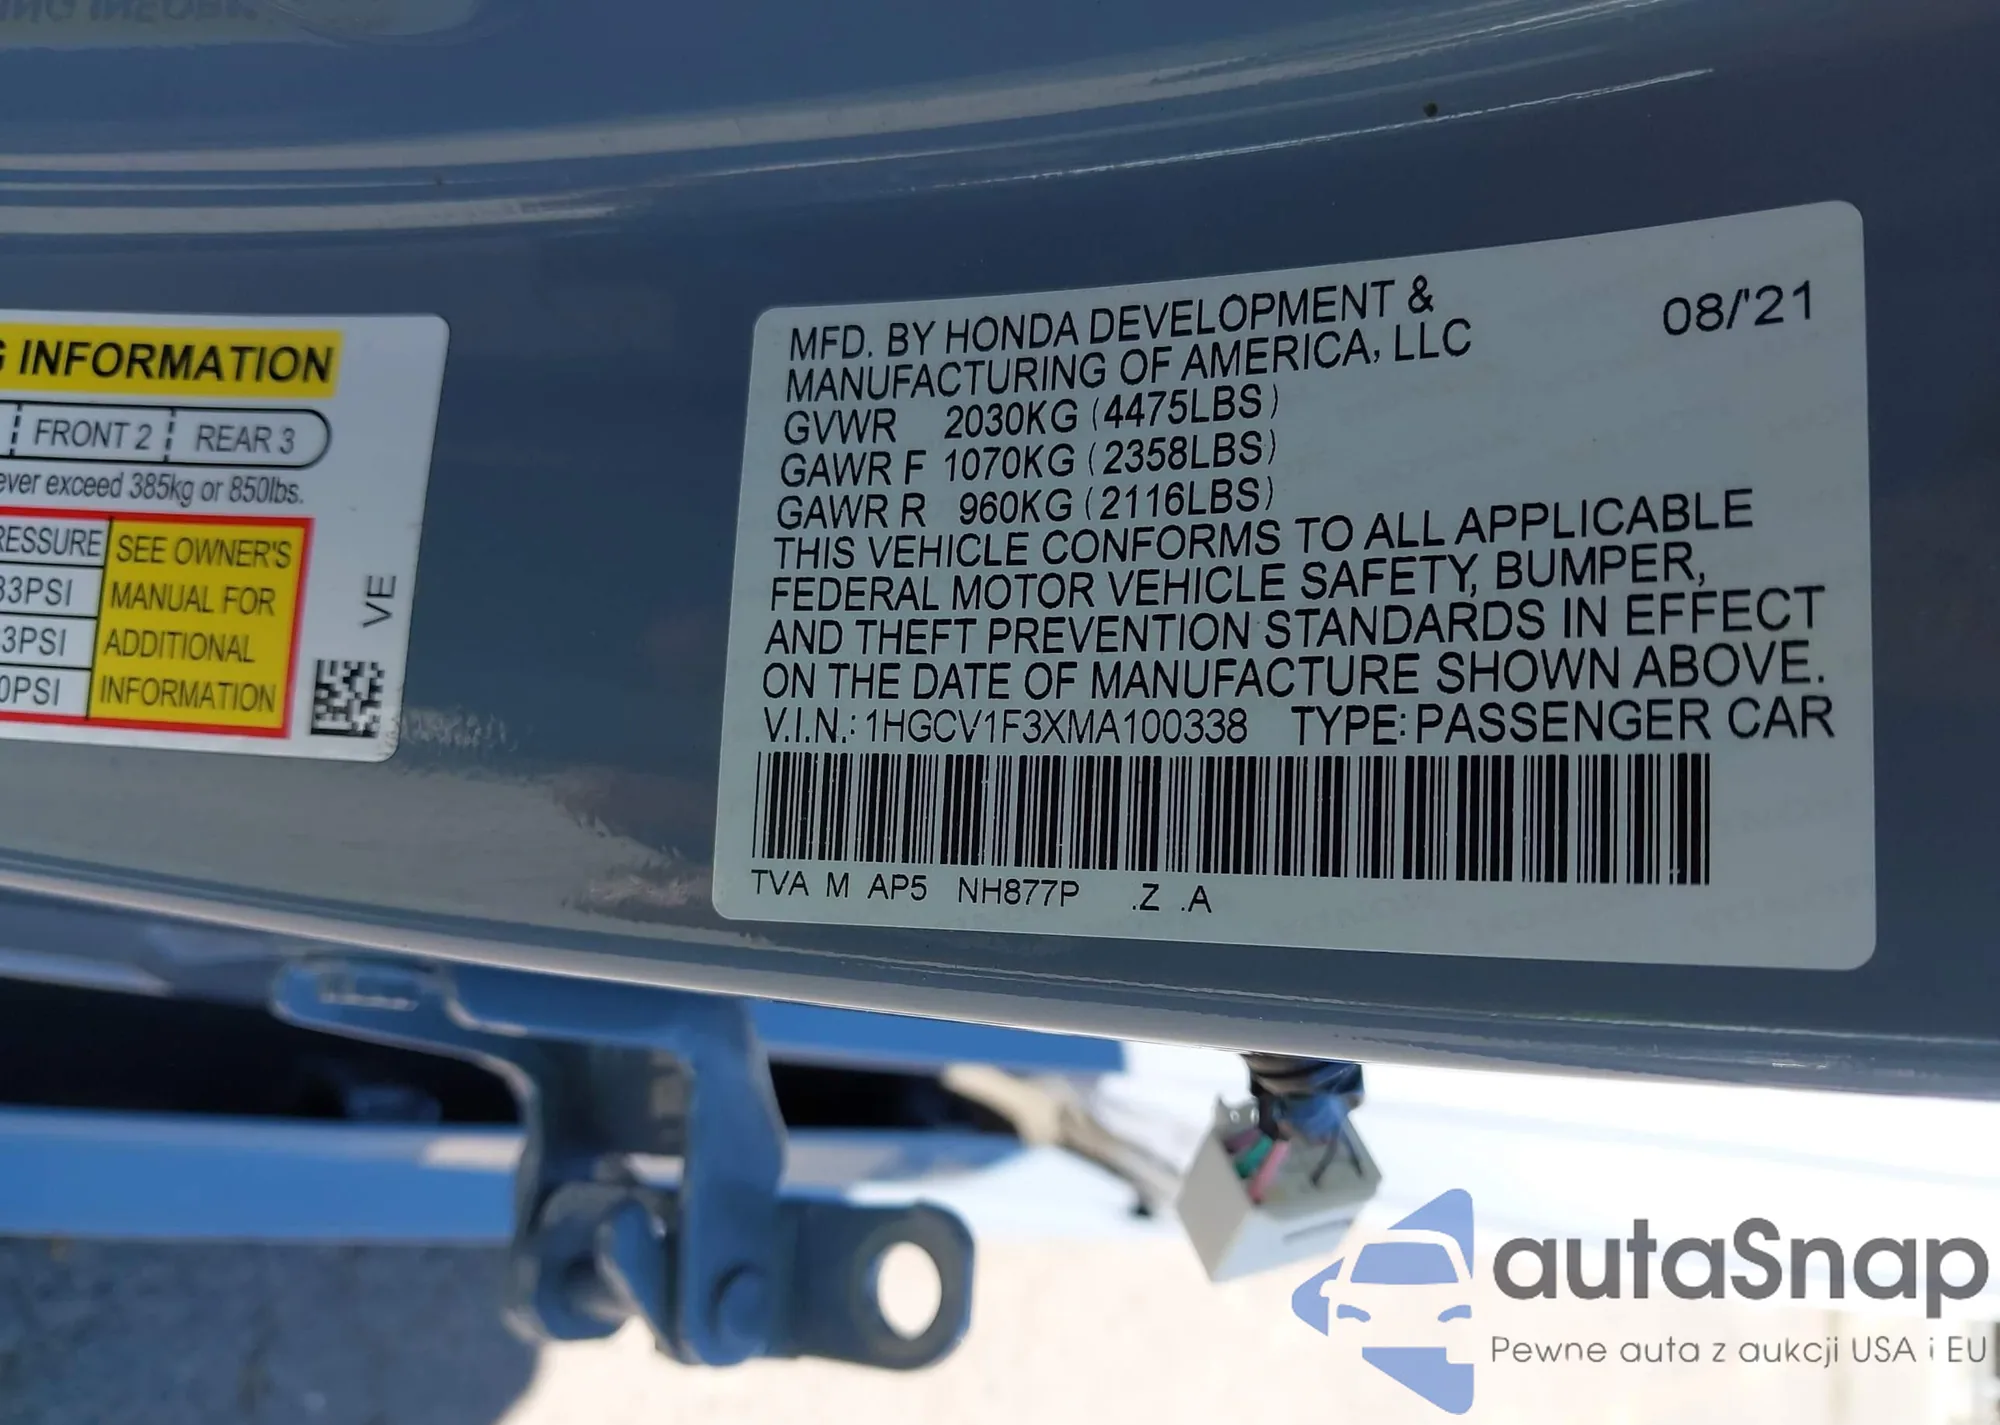 G INFORMATION
FRONT 2 REAR 3
ever exceed 385kg or 850lbs.
RESSURE
33PSI
3PSI
0PSI
SEE OWNER'S
MANUAL FOR
ADDITIONAL
INFORMATION
VE
MFD. BY HONDA DEVELOPMENT &
MANUFACTURING OF AMERICA, LLC
08/'21
GVWR 2030KG (4475LBS)
GAWR F 1070KG (2358LBS)
GAWR R 960KG (2116LBS)
THIS VEHICLE CONFORMS TO ALL APPLICABLE
FEDERAL MOTOR VEHICLE SAFETY, BUMPER,
AND THEFT PREVENTION STANDARDS IN EFFECT
ON THE DATE OF MANUFACTURE SHOWN ABOVE.
V.I.N.: 1HGCV1F3XMA100338 TYPE: PASSENGER CAR
TVA M AP5 NH877P .Z .A
autaSnap
Pewne auta z aukcji USA i EU